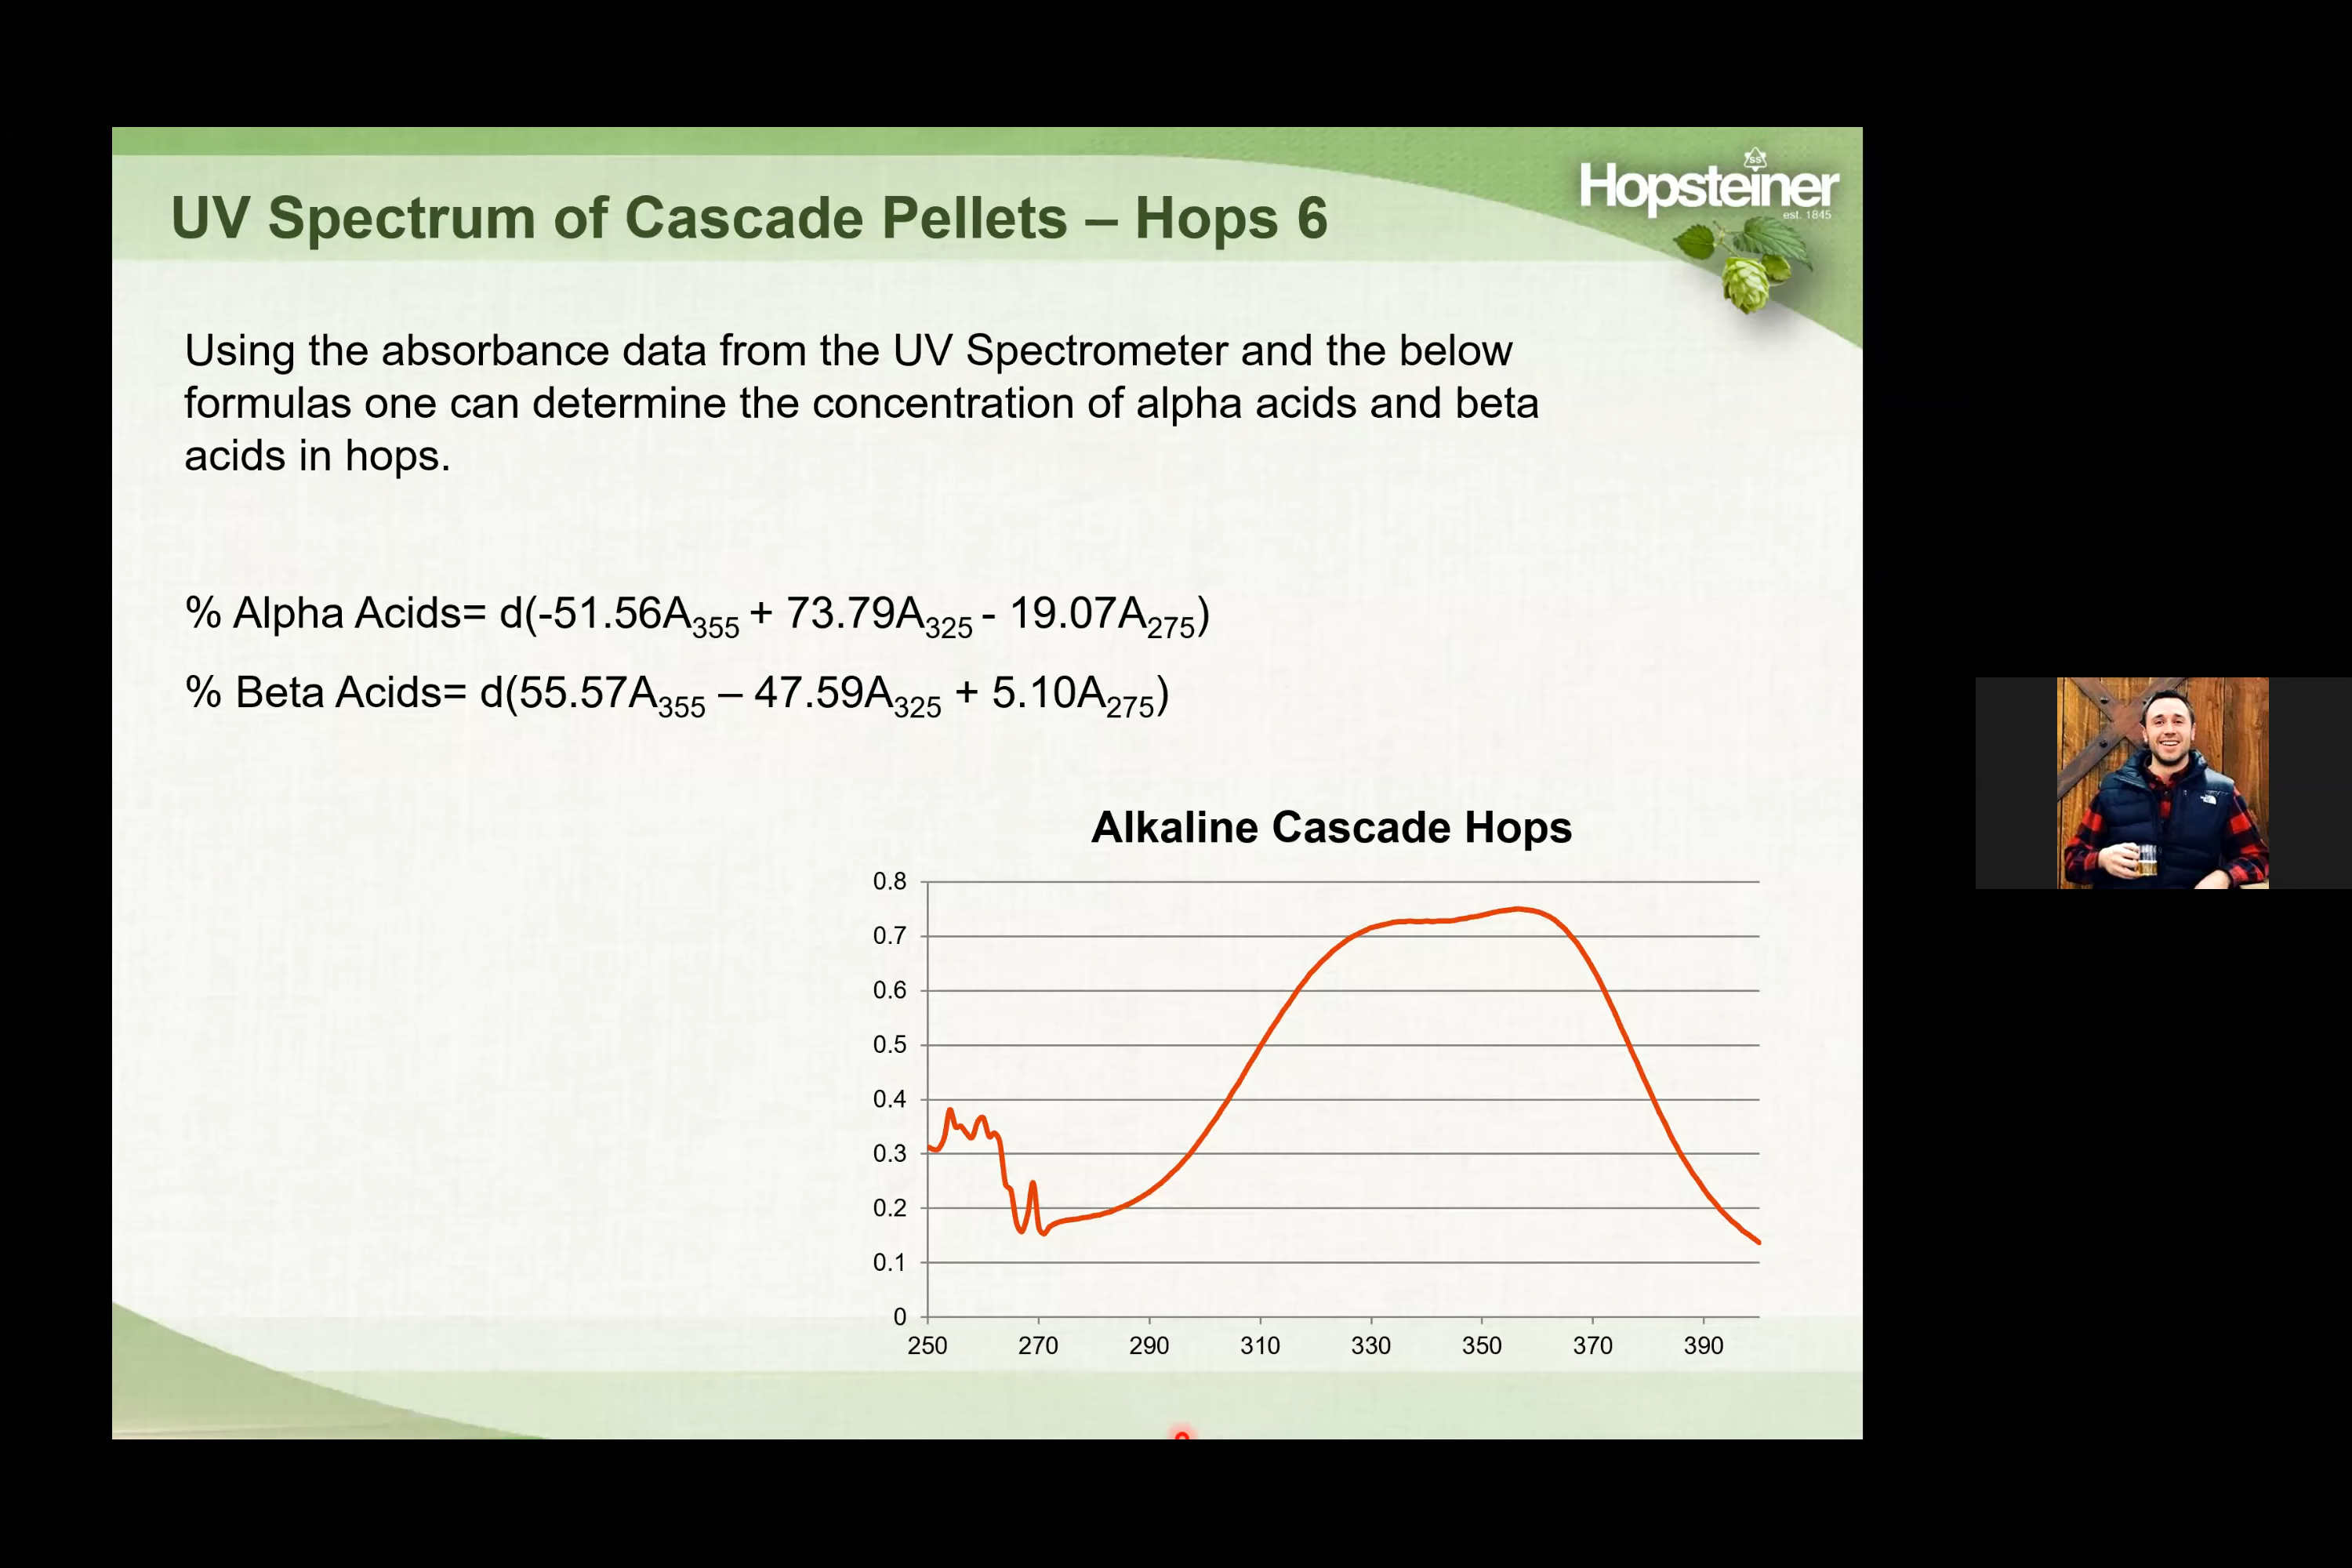 Hopsteiner
SS
est. 1845
UV Spectrum of Cascade Pellets – Hops 6
Using the absorbance data from the UV Spectrometer and the below
formulas one can determine the concentration of alpha acids and beta
acids in hops.
% Alpha Acids= d(-51.56A355 + 73.79A325 - 19.07A275)
% Beta Acids= d(55.57A355 – 47.59A325 + 5.10A275)
Alkaline Cascade Hops
0.8
0.7
0.6
0.5
0.4
0.3
0.2
0.1
0
250 270 290 310 330 350 370 390